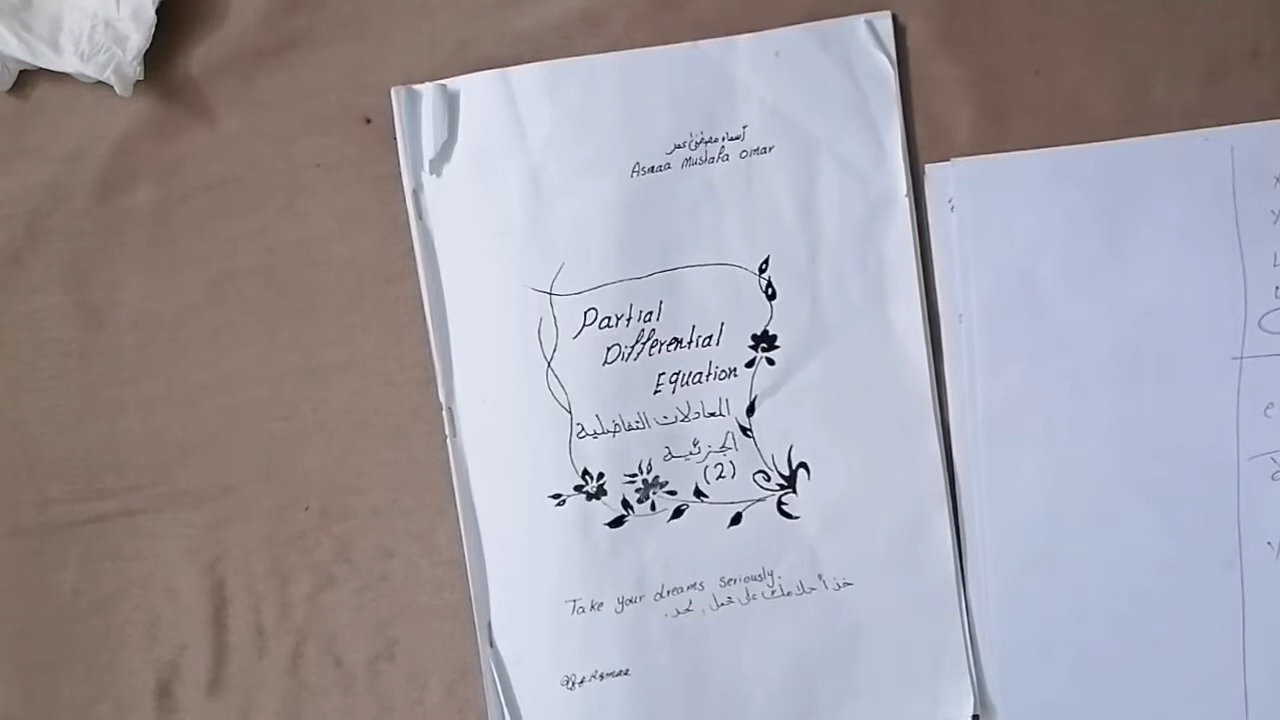 أسماء مصطفى عمر
Asmaa Mustafa Omar
Partial
Differential
Equation
المعادلات التفاضلية
الجزئية
(2)
Take your dreams seriously.
خذ أحلامك على محمل الجد.
Asmaa